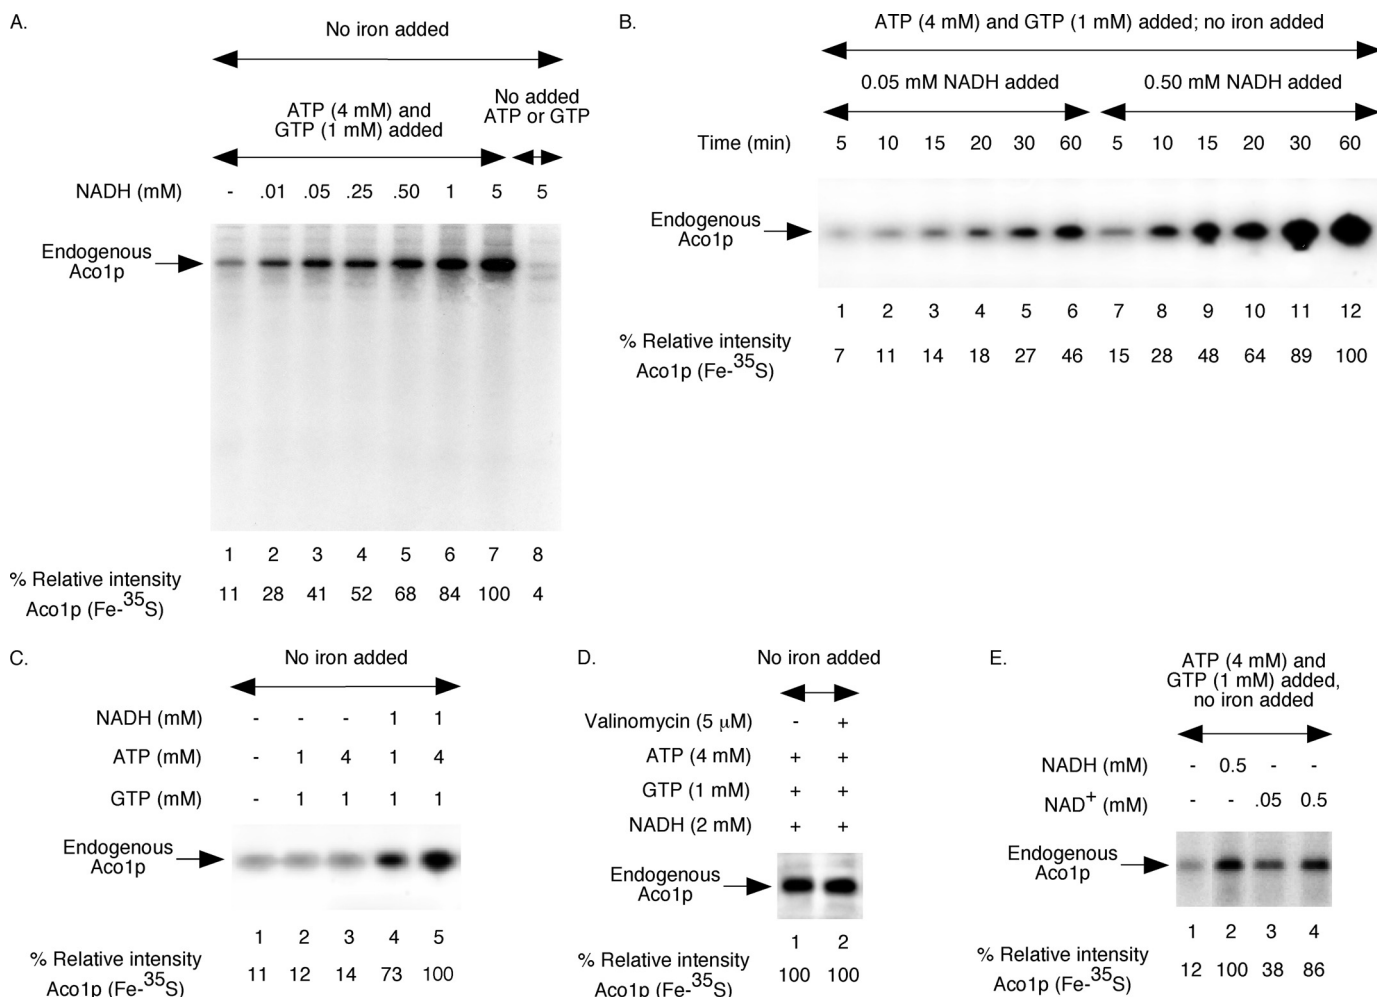 A.
No iron added
ATP (4 mM) and
GTP (1 mM) added
No added
ATP or GTP
NADH (mM) - .01 .05 .25 .50 1 5 5
Endogenous
Aco1p
1 2 3 4 5 6 7 8
% Relative intensity
Aco1p (Fe-35S)
11 28 41 52 68 84 100 4
B.
ATP (4 mM) and GTP (1 mM) added; no iron added
0.05 mM NADH added 0.50 mM NADH added
Time (min) 5 10 15 20 30 60 5 10 15 20 30 60
Endogenous
Aco1p
1 2 3 4 5 6 7 8 9 10 11 12
% Relative intensity
Aco1p (Fe-35S)
7 11 14 18 27 46 15 28 48 64 89 100
C.
No iron added
NADH (mM) - - - 1 1
ATP (mM) - 1 4 1 4
GTP (mM) - 1 1 1 1
Endogenous
Aco1p
1 2 3 4 5
% Relative intensity
Aco1p (Fe-35S)
11 12 14 73 100
D.
No iron added
Valinomycin (5 µM) - +
ATP (4 mM) + +
GTP (1 mM) + +
NADH (2 mM) + +
Endogenous
Aco1p
1 2
% Relative intensity
Aco1p (Fe-35S)
100 100
E.
ATP (4 mM) and
GTP (1 mM) added,
no iron added
NADH (mM) - 0.5 - -
NAD+ (mM) - - .05 0.5
Endogenous
Aco1p
1 2 3 4
% Relative intensity
Aco1p (Fe-35S)
12 100 38 86